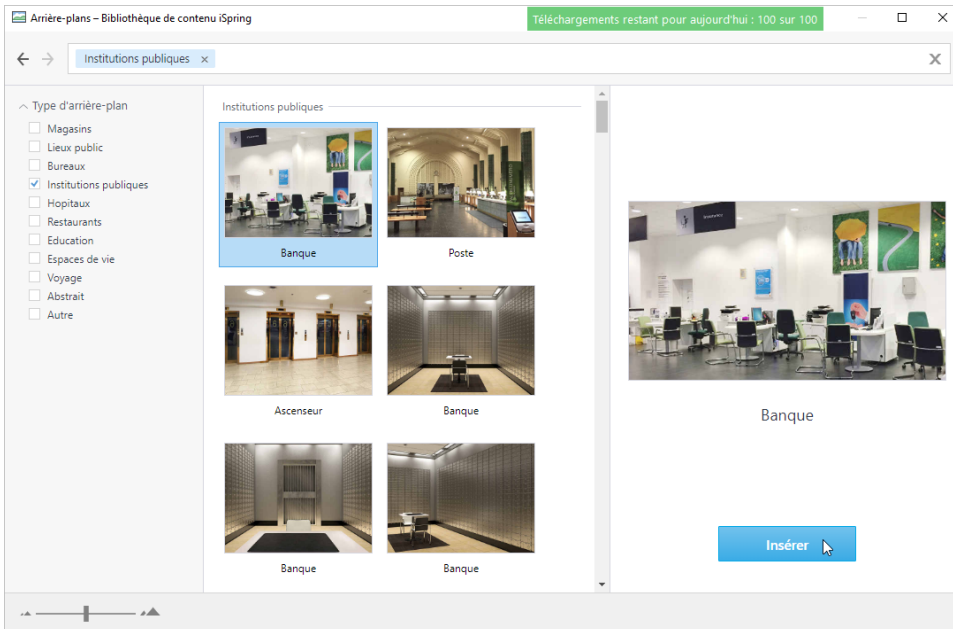 Arrière-plans – Bibliothèque de contenu iSpring
Téléchargements restant pour aujourd'hui : 100 sur 100
Institutions publiques
Type d'arrière-plan
Magasins
Lieux public
Bureaux
Institutions publiques
Hopitaux
Restaurants
Education
Espaces de vie
Voyage
Abstrait
Autre
Institutions publiques
Banque
Poste
Ascenseur
Banque
Banque
Banque
Banque
Insérer